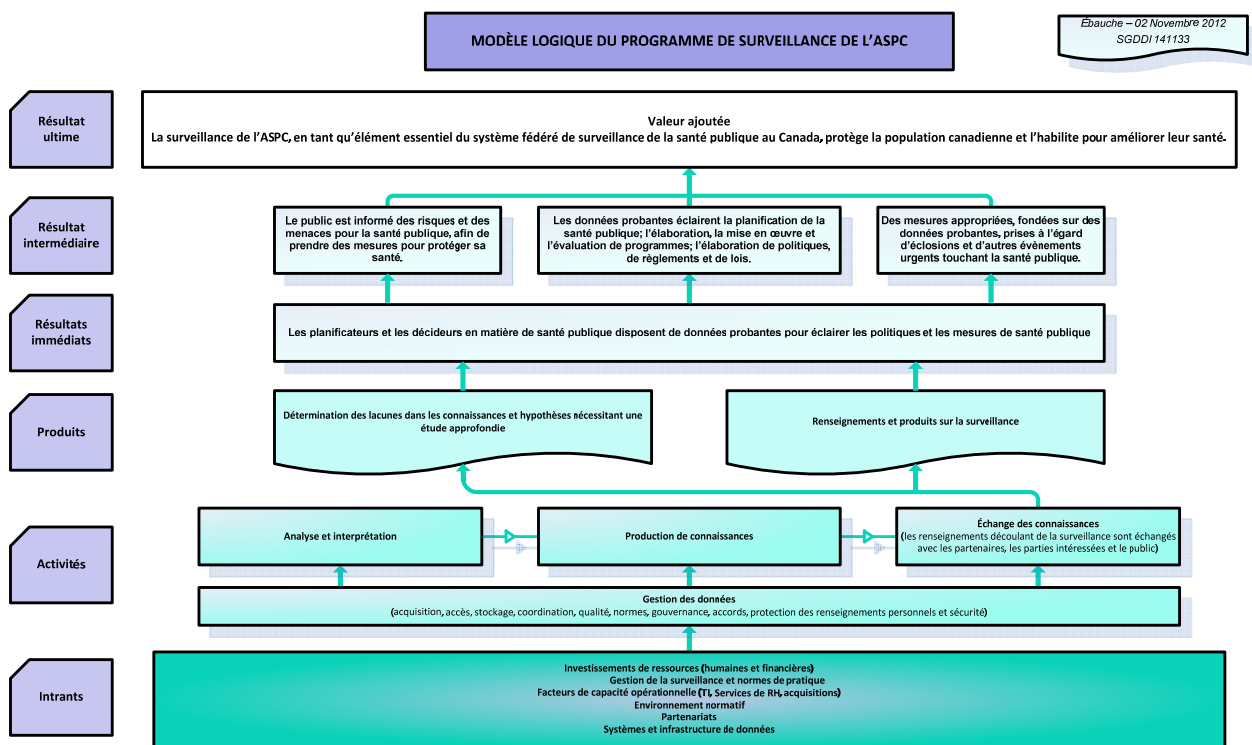 MODÈLE LOGIQUE DU PROGRAMME DE SURVEILLANCE DE L’ASPC
Ébauche – 02 Novembre 2012
SGDDI 141133
Résultat
ultime
Valeur ajoutée
La surveillance de l’ASPC, en tant qu’élément essentiel du système fédéré de surveillance de la santé publique au Canada, protège la population canadienne et l’habilite pour améliorer leur santé.
Résultat
intermédiaire
Le public est informé des risques et des
menaces pour la santé publique, afin de
prendre des mesures pour protéger sa
santé.
Les données probantes éclairent la planification de la
santé publique; l’élaboration, la mise en œuvre et
l’évaluation de programmes; l’élaboration de politiques,
de règlements et de lois.
Des mesures appropriées, fondées sur des
données probantes, prises à l’égard
d’éclosions et d’autres évènements
urgents touchant la santé publique.
Résultats
immédiats
Les planificateurs et les décideurs en matière de santé publique disposent de données probantes pour éclairer les politiques et les mesures de santé publique
Produits
Détermination des lacunes dans les connaissances et hypothèses nécessitant une
étude approfondie
Renseignements et produits sur la surveillance
Activités
Analyse et interprétation
Production de connaissances
Échange des connaissances
(les renseignements découlant de la surveillance sont échangés
avec les partenaires, les parties intéressées et le public)
Gestion des données
(acquisition, accès, stockage, coordination, qualité, normes, gouvernance, accords, protection des renseignements personnels et sécurité)
Intrants
Investissements de ressources (humaines et financières)
Gestion de la surveillance et normes de pratique
Facteurs de capacité opérationnelle (TI, Services de RH, acquisitions)
Environnement normatif
Partenariats
Systèmes et infrastructure de données